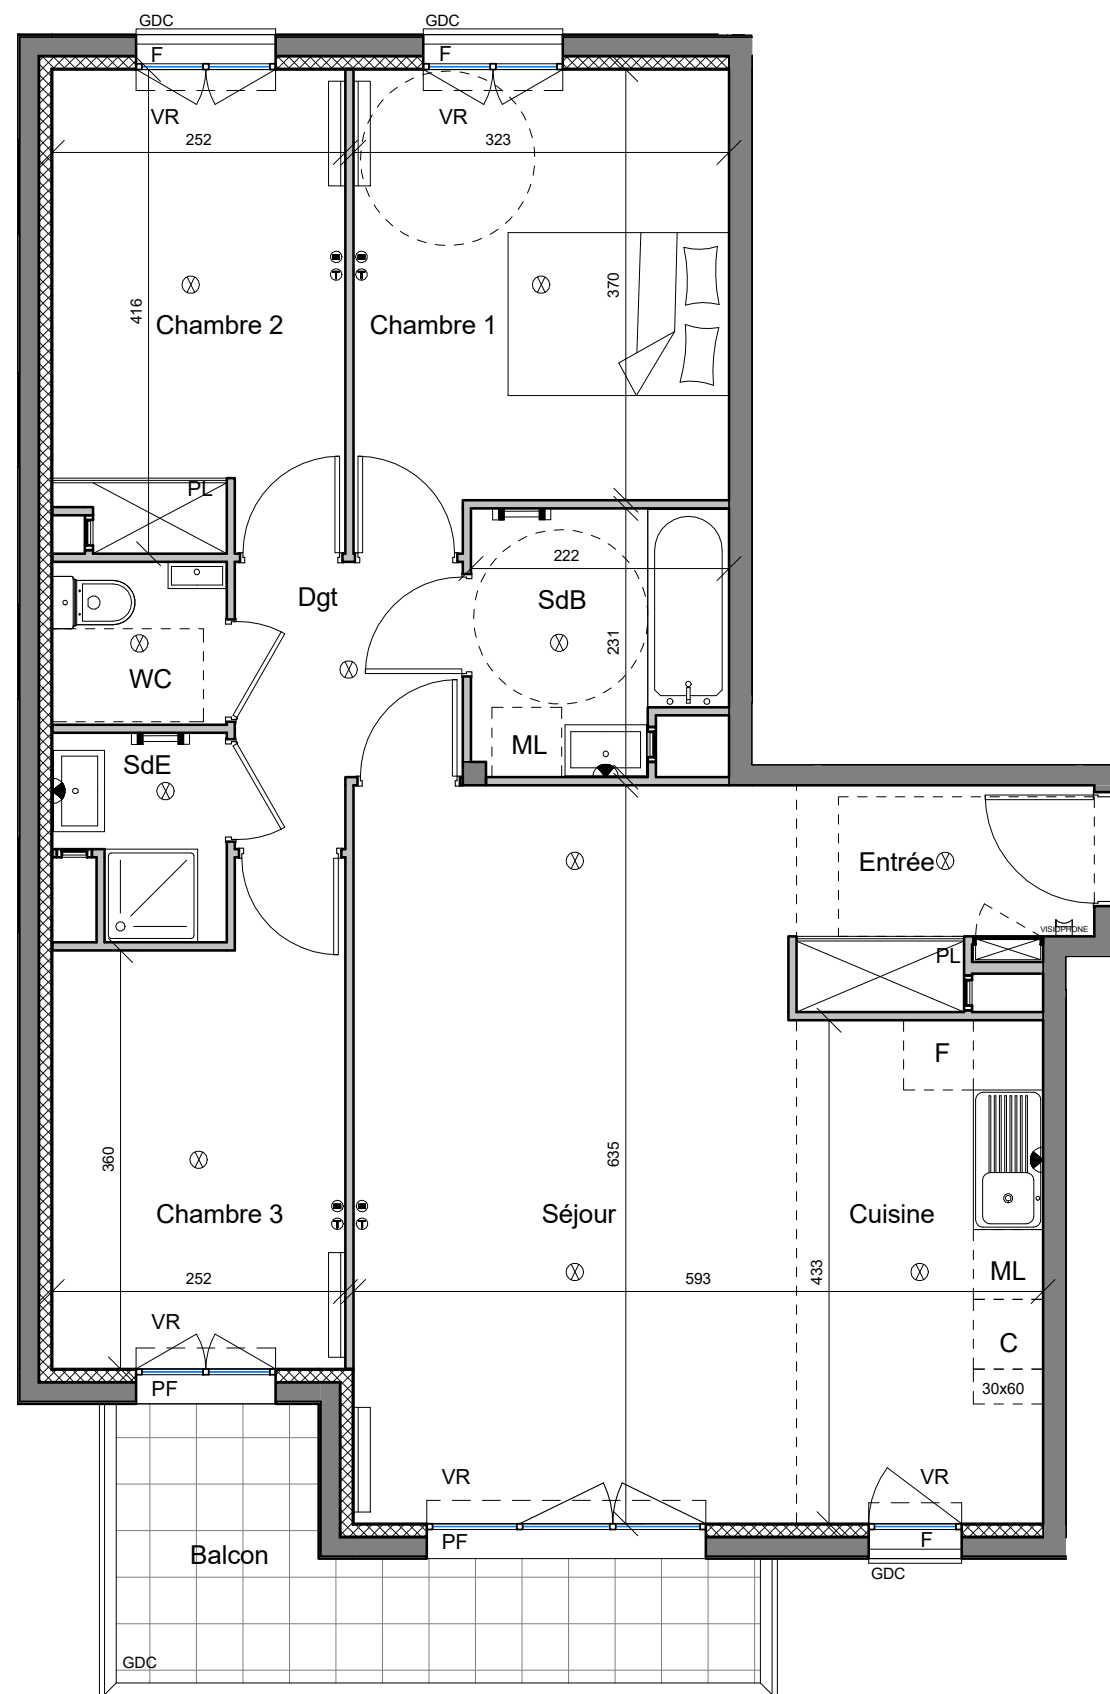 GDC
GDC
F
F
VR
VR
252
323
416
370
Chambre 2
Chambre 1
PL
222
Dgt
SdB
231
WC
ML
SdE
Entrée
VISIOPHONE
PL
F
360
635
Chambre 3
Séjour
Cuisine
252
593
433
ML
VR
C
PF
30x60
VR
VR
PF
F
Balcon
GDC
GDC